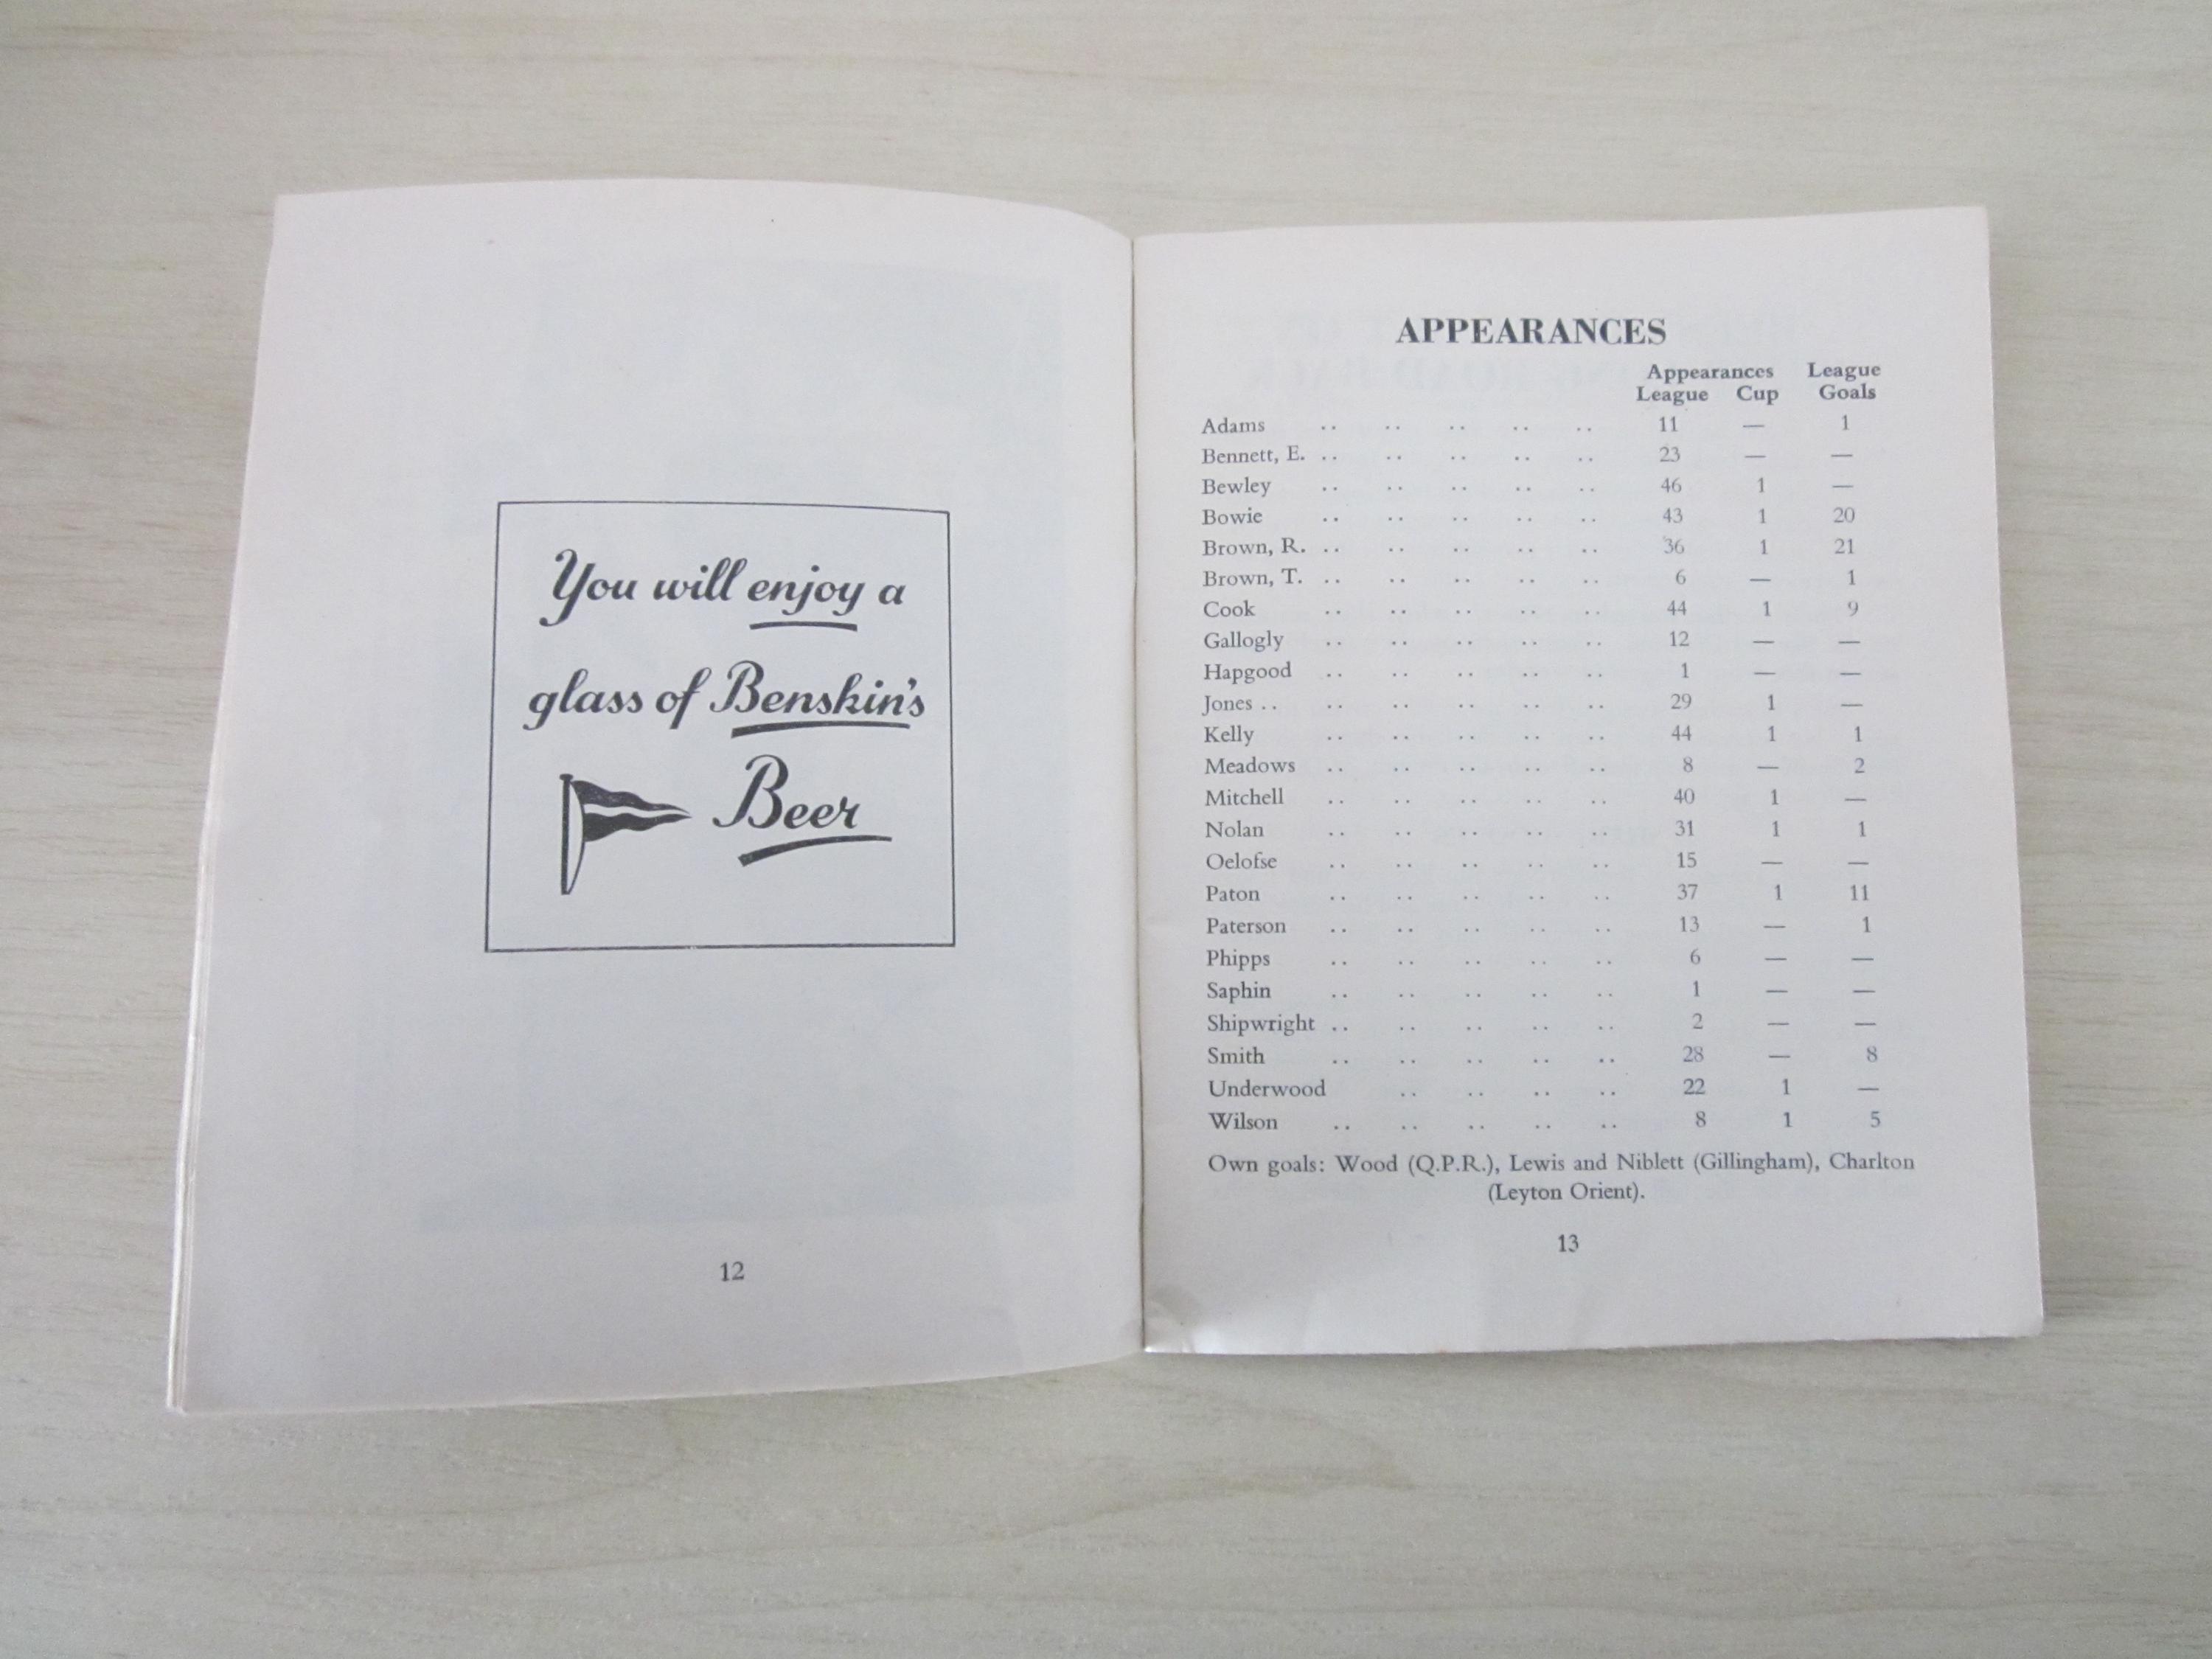 You will enjoy a
glass of Benskin's
Beer
12
APPEARANCES
Appearances League
League Cup Goals
Adams .. .. .. .. .. 11 — 1
Bennett, E. .. .. .. .. .. 23 — —
Bewley .. .. .. .. .. 46 1 —
Bowie .. .. .. .. .. 43 1 20
Brown, R. .. .. .. .. .. 36 1 21
Brown, T. .. .. .. .. .. 6 — 1
Cook .. .. .. .. .. 44 1 9
Gallogly .. .. .. .. .. 12 — —
Hapgood .. .. .. .. .. 1 — —
Jones .. .. .. .. .. .. 29 1 —
Kelly .. .. .. .. .. 44 1 1
Meadows .. .. .. .. .. 8 — 2
Mitchell .. .. .. .. .. 40 1 —
Nolan .. .. .. .. .. 31 1 1
Oelofse .. .. .. .. .. 15 — —
Paton .. .. .. .. .. 37 1 11
Paterson .. .. .. .. .. 13 — 1
Phipps .. .. .. .. .. 6 — —
Saphin .. .. .. .. .. 1 — —
Shipwright .. .. .. .. .. 2 — —
Smith .. .. .. .. .. 28 — 8
Underwood .. .. .. .. 22 1 —
Wilson .. .. .. .. .. 8 1 5
Own goals: Wood (Q.P.R.), Lewis and Niblett (Gillingham), Charlton
(Leyton Orient).
13